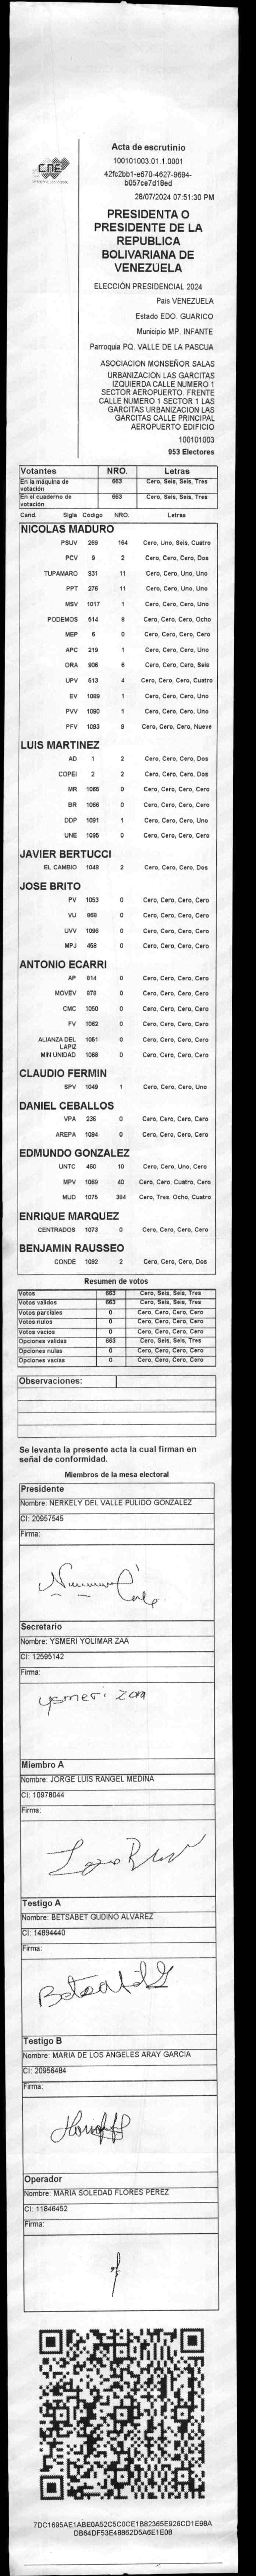 Acta de escrutinio
100101003.01.1.0001
42fc2bb1-e670-4627-9694-
b057ce7d18ed
28/07/2024 07:51:30 PM
CNE
PRESIDENTA O
PRESIDENTE DE LA
REPUBLICA
BOLIVARIANA DE
VENEZUELA
ELECCIÓN PRESIDENCIAL 2024
País VENEZUELA
Estado EDO. GUARICO
Municipio MP. INFANTE
Parroquia PQ. VALLE DE LA PASCUA
ASOCIACION MONSEÑOR SALAS
URBANIZACION LAS GARCITAS
IZQUIERDA CALLE NUMERO 1
SECTOR AEROPUERTO. FRENTE
CALLE NUMERO 1 SECTOR 1 LAS
GARCITAS URBANIZACION LAS
GARCITAS CALLE PRINCIPAL
AEROPUERTO EDIFICIO
100101003
953 Electores
Votantes NRO. Letras
En la máquina de votación 663 Cero, Seis, Seis, Tres
En el cuaderno de votación 663 Cero, Seis, Seis, Tres
Cand. Sigla Código NRO. Letras
NICOLAS MADURO
PSUV 269 164 Cero, Uno, Seis, Cuatro
PCV 9 2 Cero, Cero, Cero, Dos
TUPAMARO 931 11 Cero, Cero, Uno, Uno
PPT 276 11 Cero, Cero, Uno, Uno
MSV 1017 1 Cero, Cero, Cero, Uno
PODEMOS 514 8 Cero, Cero, Cero, Ocho
MEP 6 0 Cero, Cero, Cero, Cero
APC 219 1 Cero, Cero, Cero, Uno
ORA 906 6 Cero, Cero, Cero, Seis
UPV 513 4 Cero, Cero, Cero, Cuatro
EV 1089 1 Cero, Cero, Cero, Uno
PVV 1090 1 Cero, Cero, Cero, Uno
PFV 1093 9 Cero, Cero, Cero, Nueve
LUIS MARTINEZ
AD 1 2 Cero, Cero, Cero, Dos
COPEI 2 2 Cero, Cero, Cero, Dos
MR 1065 0 Cero, Cero, Cero, Cero
BR 1066 0 Cero, Cero, Cero, Cero
DDP 1091 1 Cero, Cero, Cero, Uno
UNE 1095 0 Cero, Cero, Cero, Cero
JAVIER BERTUCCI
EL CAMBIO 1048 2 Cero, Cero, Cero, Dos
JOSE BRITO
PV 1053 0 Cero, Cero, Cero, Cero
VU 868 0 Cero, Cero, Cero, Cero
UVV 1096 0 Cero, Cero, Cero, Cero
MPJ 458 0 Cero, Cero, Cero, Cero
ANTONIO ECARRI
AP 814 0 Cero, Cero, Cero, Cero
MOVEV 878 0 Cero, Cero, Cero, Cero
CMC 1050 0 Cero, Cero, Cero, Cero
FV 1062 0 Cero, Cero, Cero, Cero
ALIANZA DEL LAPIZ 1061 0 Cero, Cero, Cero, Cero
MIN UNIDAD 1068 0 Cero, Cero, Cero, Cero
CLAUDIO FERMIN
SPV 1049 1 Cero, Cero, Cero, Uno
DANIEL CEBALLOS
VPA 236 0 Cero, Cero, Cero, Cero
AREPA 1094 0 Cero, Cero, Cero, Cero
EDMUNDO GONZALEZ
UNTC 460 10 Cero, Cero, Uno, Cero
MPV 1069 40 Cero, Cero, Cuatro, Cero
MUD 1075 384 Cero, Tres, Ocho, Cuatro
ENRIQUE MARQUEZ
CENTRADOS 1073 0 Cero, Cero, Cero, Cero
BENJAMIN RAUSSEO
CONDE 1092 2 Cero, Cero, Cero, Dos
Resumen de votos
Votos 663 Cero, Seis, Seis, Tres
Votos validos 663 Cero, Seis, Seis, Tres
Votos parciales 0 Cero, Cero, Cero, Cero
Votos nulos 0 Cero, Cero, Cero, Cero
Votos vacios 0 Cero, Cero, Cero, Cero
Opciones validas 663 Cero, Seis, Seis, Tres
Opciones nulas 0 Cero, Cero, Cero, Cero
Opciones vacias 0 Cero, Cero, Cero, Cero
Observaciones:
Se levanta la presente acta la cual firman en
señal de conformidad.
Miembros de la mesa electoral
Presidente
Nombre: NERKELY DEL VALLE PULIDO GONZALEZ
CI: 20957545
Firma:
Secretario
Nombre: YSMERI YOLIMAR ZAA
CI: 12595142
Firma:
ysmeri zaa
Miembro A
Nombre: JORGE LUIS RANGEL MEDINA
CI: 10978044
Firma:
Testigo A
Nombre: BETSABET GUDIÑO ALVAREZ
CI: 14894440
Firma:
Testigo B
Nombre: MARIA DE LOS ANGELES ARAY GARCIA
CI: 20956484
Firma:
Operador
Nombre: MARIA SOLEDAD FLORES PEREZ
CI: 11846452
Firma:
7DC1695AE1ABE0A52C5C0CE1B82365E926CD1E98A
DB64DF53E48862D5A6E1E08